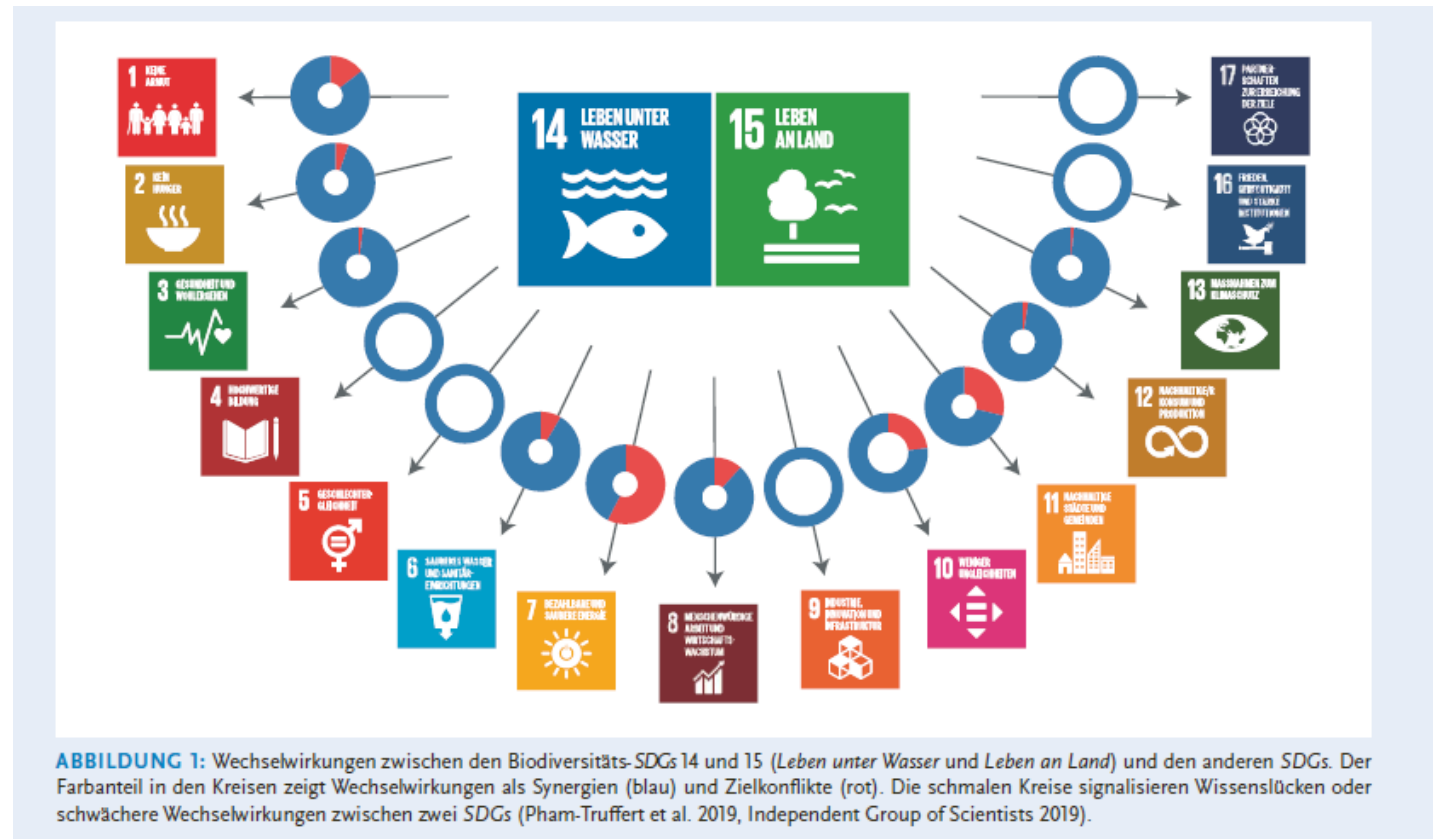 1 KEINE
ARMUT
2 KEIN
HUNGER
3 GESUNDHEIT UND
WOHLERGEHEN
4 HOCHWERTIGE
BILDUNG
5 GESCHLECHTER-
GLEICHHEIT
6 SAUBERES WASSER
UND SANITÄR-
EINRICHTUNGEN
7 BEZAHLBARE UND
SAUBERE ENERGIE
8 MENSCHENWÜRDIGE
ARBEIT UND
WIRTSCHAFTS-
WACHSTUM
9 INDUSTRIE,
INNOVATION UND
INFRASTRUKTUR
10 WENIGER
UNGLEICHHEITEN
11 NACHHALTIGE
STÄDTE UND
GEMEINDEN
12 NACHHALTIGE/R
KONSUM UND
PRODUKTION
13 MASSNAHMEN ZUM
KLIMASCHUTZ
16 FRIEDEN,
GERECHTIGKEIT
UND STARKE
INSTITUTIONEN
17 PARTNER-
SCHAFTEN
ZUR ERREICHUNG
DER ZIELE
14 LEBEN UNTER
WASSER
15 LEBEN
AN LAND
ABBILDUNG 1: Wechselwirkungen zwischen den Biodiversitäts-SDGs 14 und 15 (Leben unter Wasser und Leben an Land) und den anderen SDGs. Der
Farbanteil in den Kreisen zeigt Wechselwirkungen als Synergien (blau) und Zielkonflikte (rot). Die schmalen Kreise signalisieren Wissenslücken oder
schwächere Wechselwirkungen zwischen zwei SDGs (Pham-Truffert et al. 2019, Independent Group of Scientists 2019).